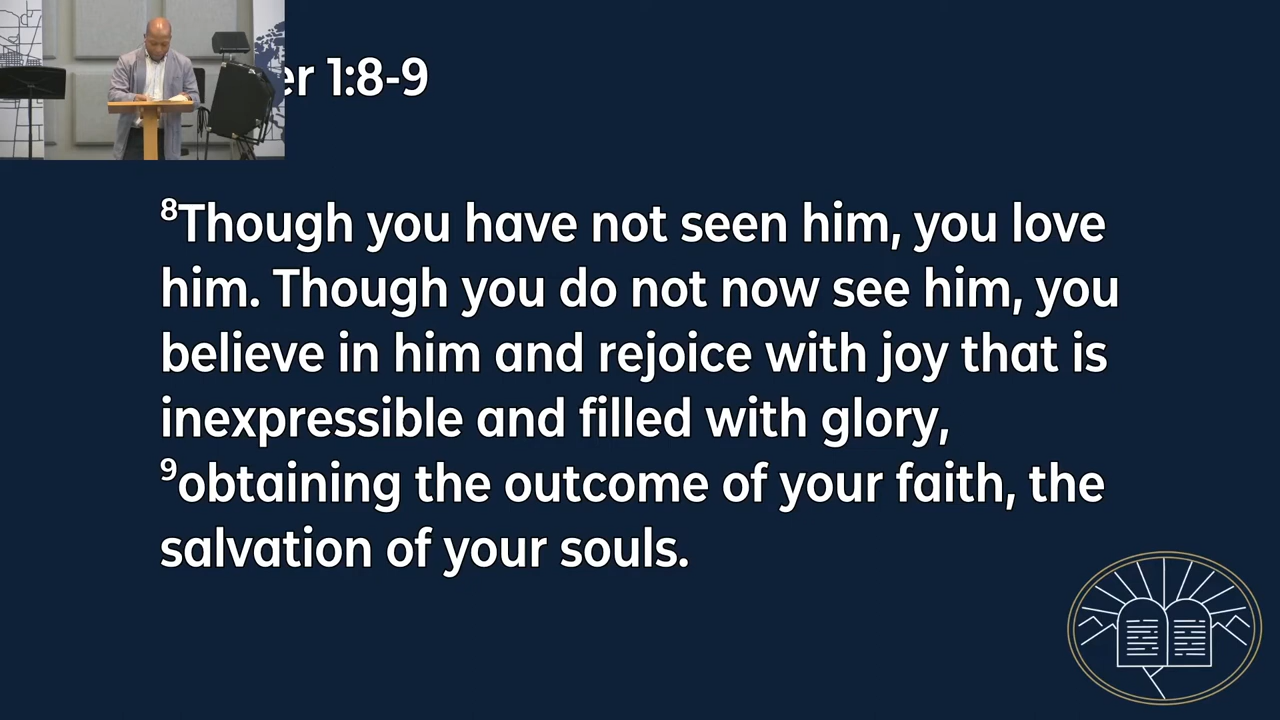 er 1:8-9
⁸Though you have not seen him, you love
him. Though you do not now see him, you
believe in him and rejoice with joy that is
inexpressible and filled with glory,
⁹obtaining the outcome of your faith, the
salvation of your souls.